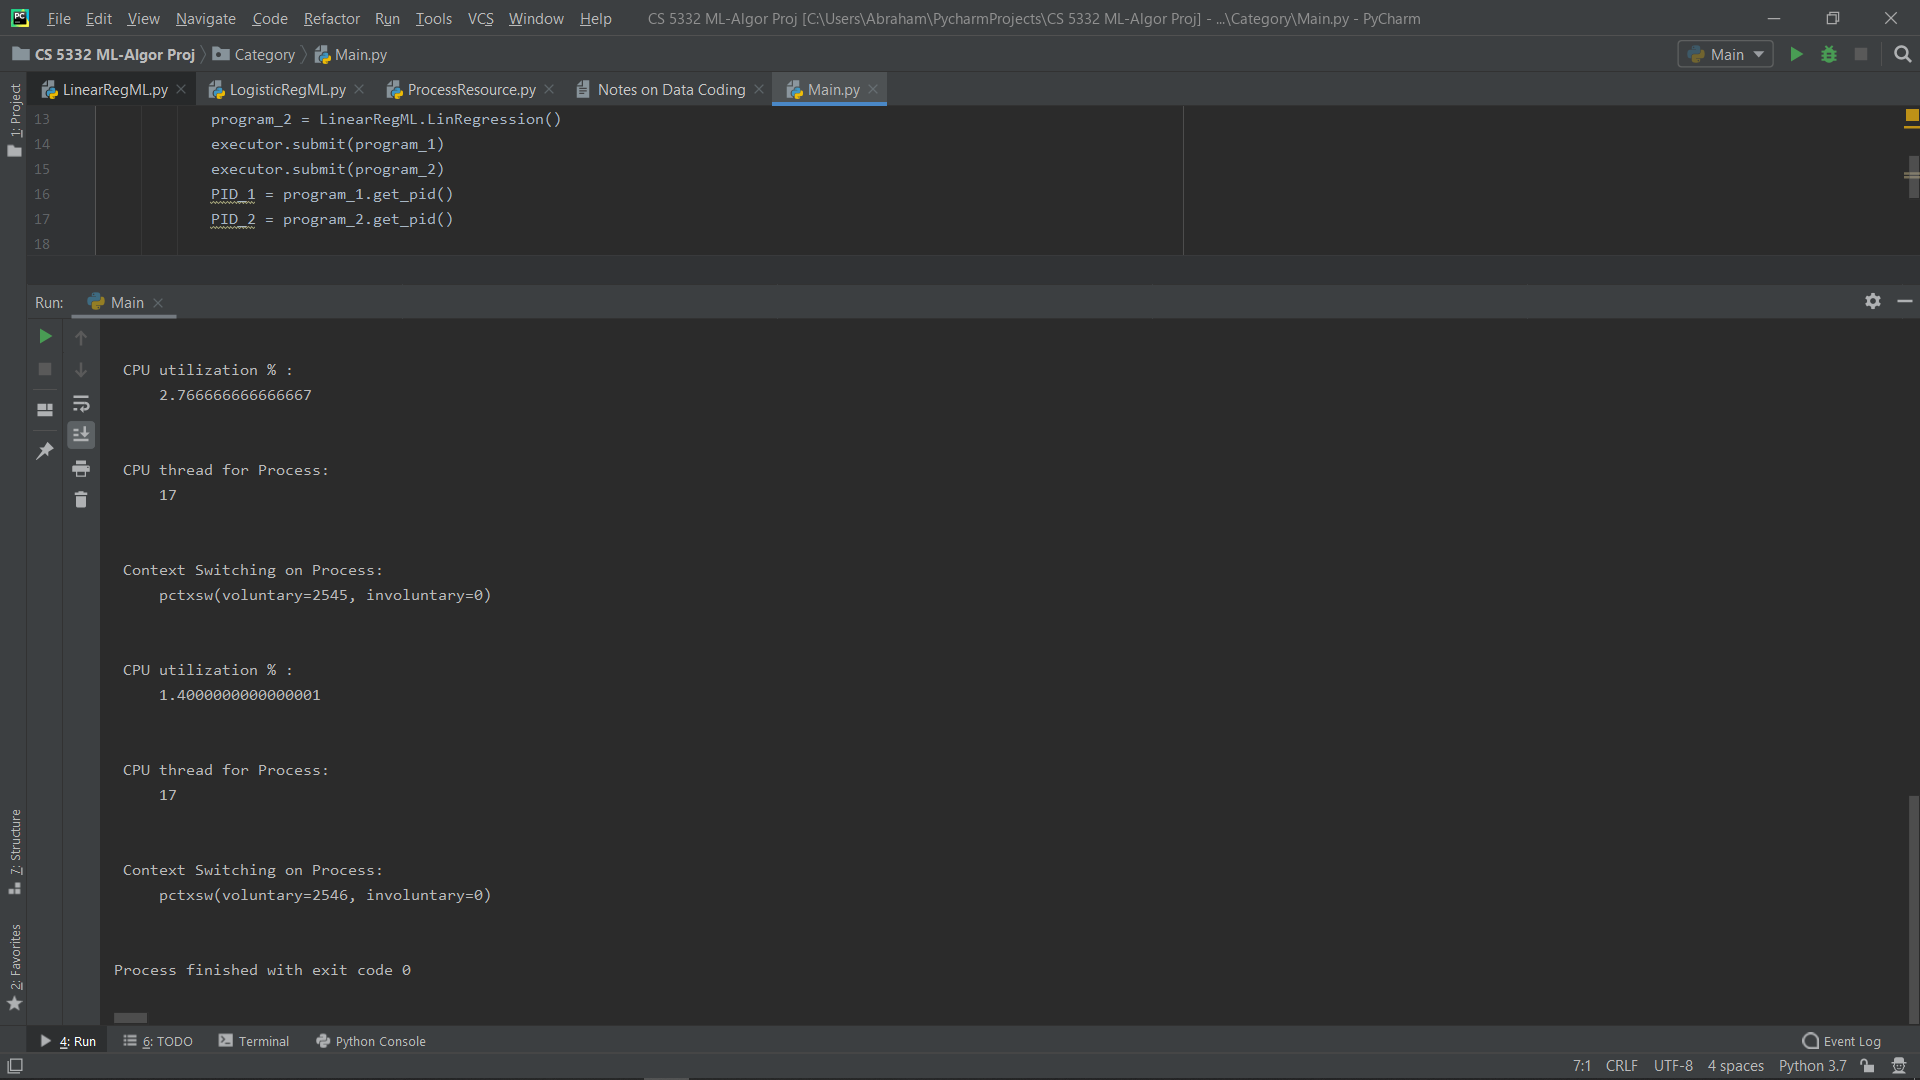 File Edit View Navigate Code Refactor Run Tools VCS Window Help CS 5332 ML-Algor Proj [C:\Users\Abraham\PycharmProjects\CS 5332 ML-Algor Proj] - ...\Category\Main.py - PyCharm
CS 5332 ML-Algor Proj Category Main.py Main
LinearRegML.py LogisticRegML.py ProcessResource.py Notes on Data Coding Main.py
1: Project
13 program_2 = LinearRegML.LinRegression()
14 executor.submit(program_1)
15 executor.submit(program_2)
16 PID_1 = program_1.get_pid()
17 PID_2 = program_2.get_pid()
18
Run: Main
CPU utilization % :
2.766666666666667
CPU thread for Process:
17
Context Switching on Process:
pctxsw(voluntary=2545, involuntary=0)
CPU utilization % :
1.4000000000000001
CPU thread for Process:
17
Context Switching on Process:
pctxsw(voluntary=2546, involuntary=0)
Process finished with exit code 0
7: Structure
2: Favorites
4: Run 6: TODO Terminal Python Console Event Log
7:1 CRLF UTF-8 4 spaces Python 3.7